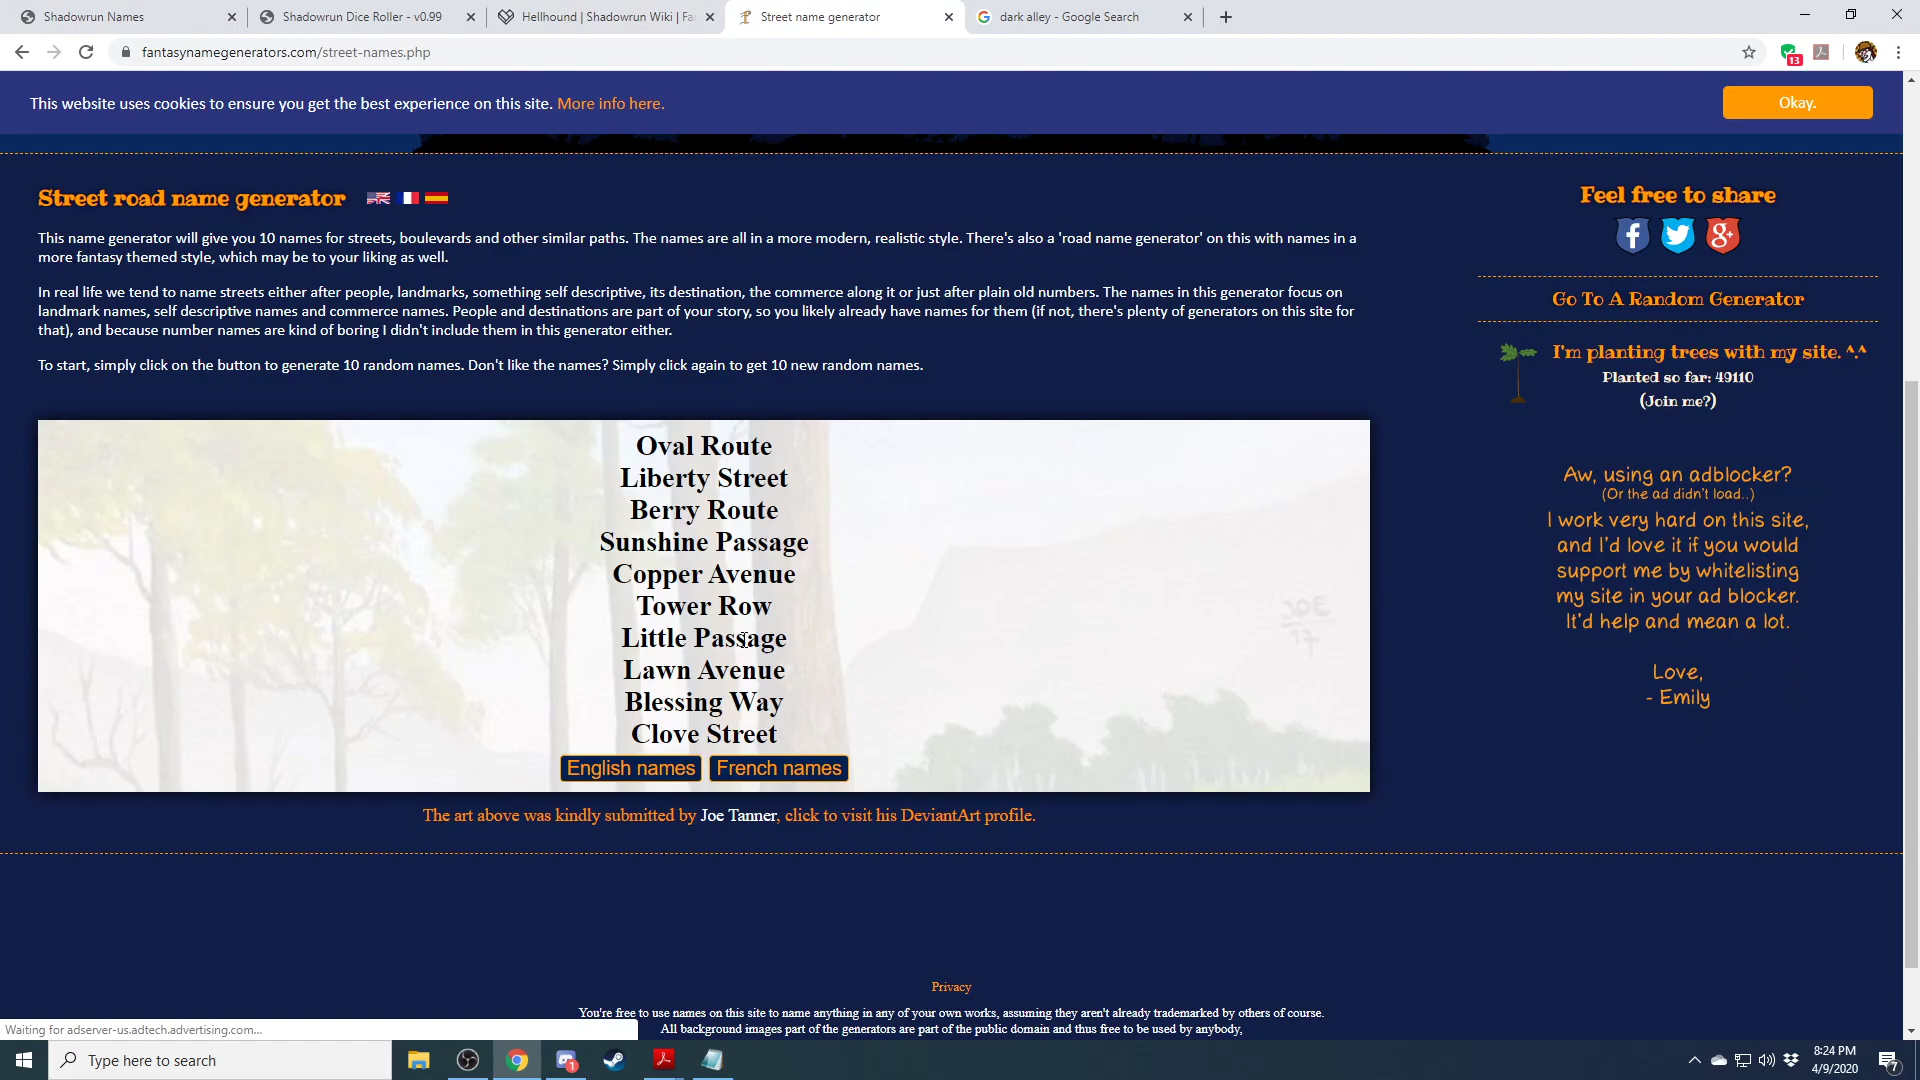 Shadowrun Names
Shadowrun Dice Roller - v0.99
Hellhound | Shadowrun Wiki | Fa
Street name generator
dark alley - Google Search
fantasynamegenerators.com/street-names.php
13
This website uses cookies to ensure you get the best experience on this site. More info here.
Okay.
Street road name generator
This name generator will give you 10 names for streets, boulevards and other similar paths. The names are all in a more modern, realistic style. There's also a 'road name generator' on this with names in a
more fantasy themed style, which may be to your liking as well.
In real life we tend to name streets either after people, landmarks, something self descriptive, its destination, the commerce along it or just after plain old numbers. The names in this generator focus on
landmark names, self descriptive names and commerce names. People and destinations are part of your story, so you likely already have names for them (if not, there's plenty of generators on this site for
that), and because number names are kind of boring I didn't include them in this generator either.
To start, simply click on the button to generate 10 random names. Don't like the names? Simply click again to get 10 new random names.
Oval Route
Liberty Street
Berry Route
Sunshine Passage
Copper Avenue
Tower Row
Little Passage
Lawn Avenue
Blessing Way
Clove Street
English names
French names
JOE
17
The art above was kindly submitted by Joe Tanner, click to visit his DeviantArt profile.
Feel free to share
f
g+
Go To A Random Generator
I'm planting trees with my site. ^.^
Planted so far: 49110
(Join me?)
Aw, using an adblocker?
(Or the ad didn't load..)
I work very hard on this site,
and I'd love it if you would
support me by whitelisting
my site in your ad blocker.
It'd help and mean a lot.
Love,
- Emily
Privacy
You're free to use names on this site to name anything in any of your own works, assuming they aren't already trademarked by others of course.
All background images part of the generators are part of the public domain and thus free to be used by anybody,
Waiting for adserver-us.adtech.advertising.com...
Type here to search
1
8:24 PM
4/9/2020
7